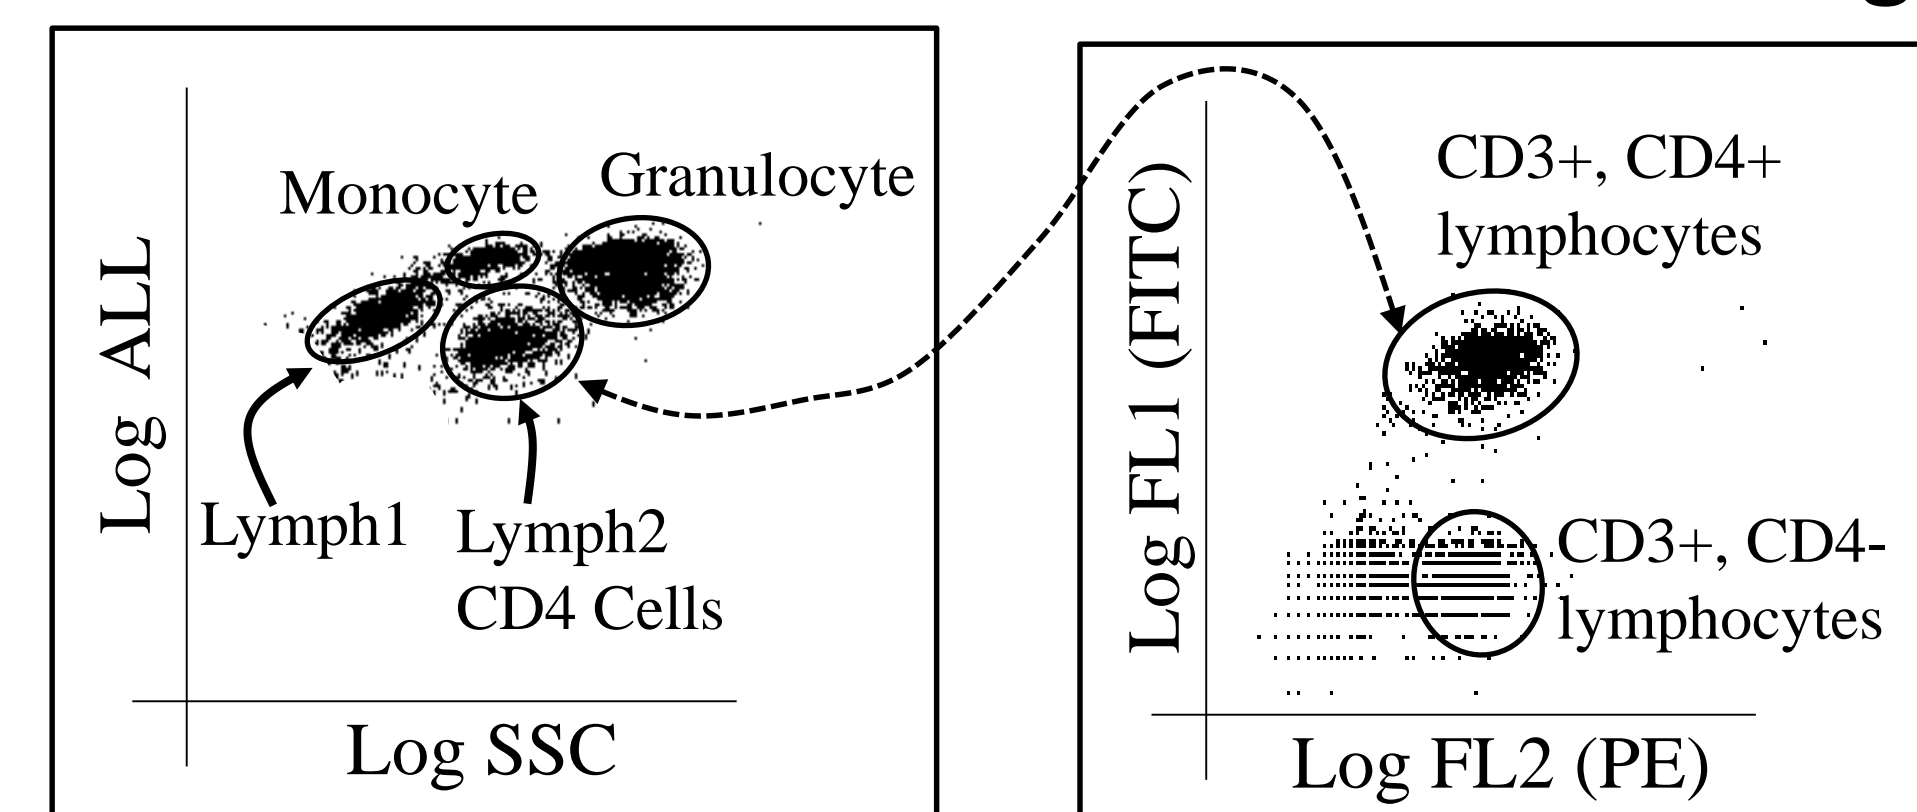 Monocyte
Granulocyte
Log ALL
Lymph1
Lymph2
CD4 Cells
Log SSC
CD3+, CD4+
lymphocytes
Log FL1 (FITC)
CD3+, CD4-
lymphocytes
Log FL2 (PE)